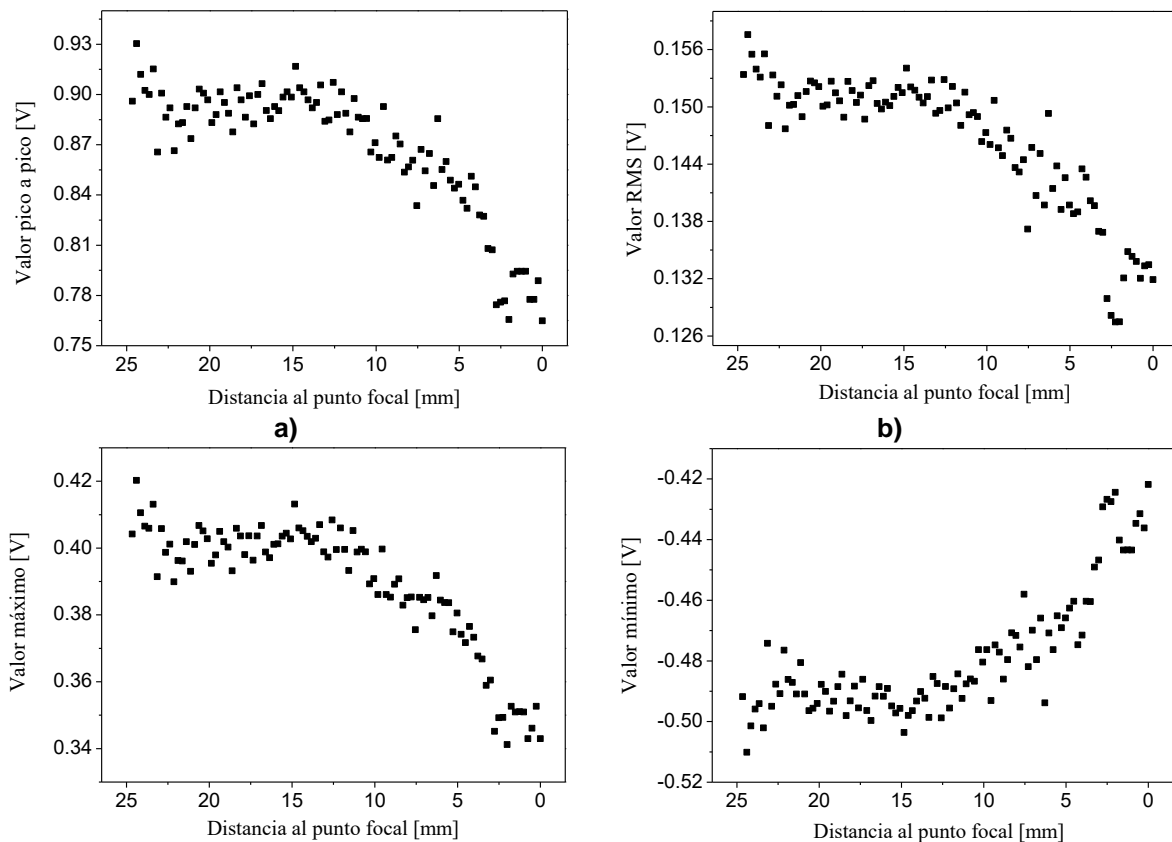 Valor pico a pico [V]
0.93
0.90
0.87
0.84
0.81
0.78
0.75
25 20 15 10 5 0
Distancia al punto focal [mm]
a)
Valor RMS [V]
0.156
0.150
0.144
0.138
0.132
0.126
25 20 15 10 5 0
Distancia al punto focal [mm]
b)
Valor máximo [V]
0.42
0.40
0.38
0.36
0.34
25 20 15 10 5 0
Distancia al punto focal [mm]
Valor mínimo [V]
-0.42
-0.44
-0.46
-0.48
-0.50
-0.52
25 20 15 10 5 0
Distancia al punto focal [mm]